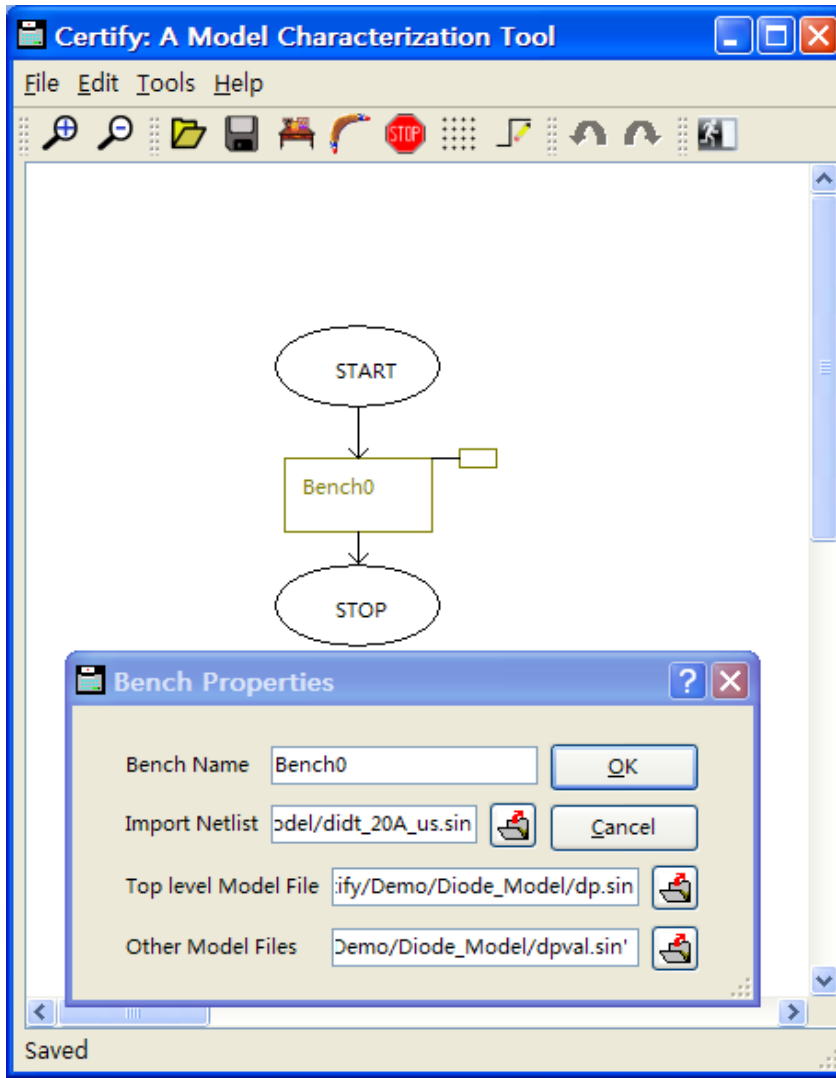 Certify: A Model Characterization Tool
File Edit Tools Help
STOP
START
Bench0
STOP
Bench Properties
?
Bench Name Bench0 OK
Import Netlist odel/didt_20A_us.sin Cancel
Top level Model File ify/Demo/Diode_Model/dp.sin
Other Model Files Demo/Diode_Model/dpval.sin'
Saved